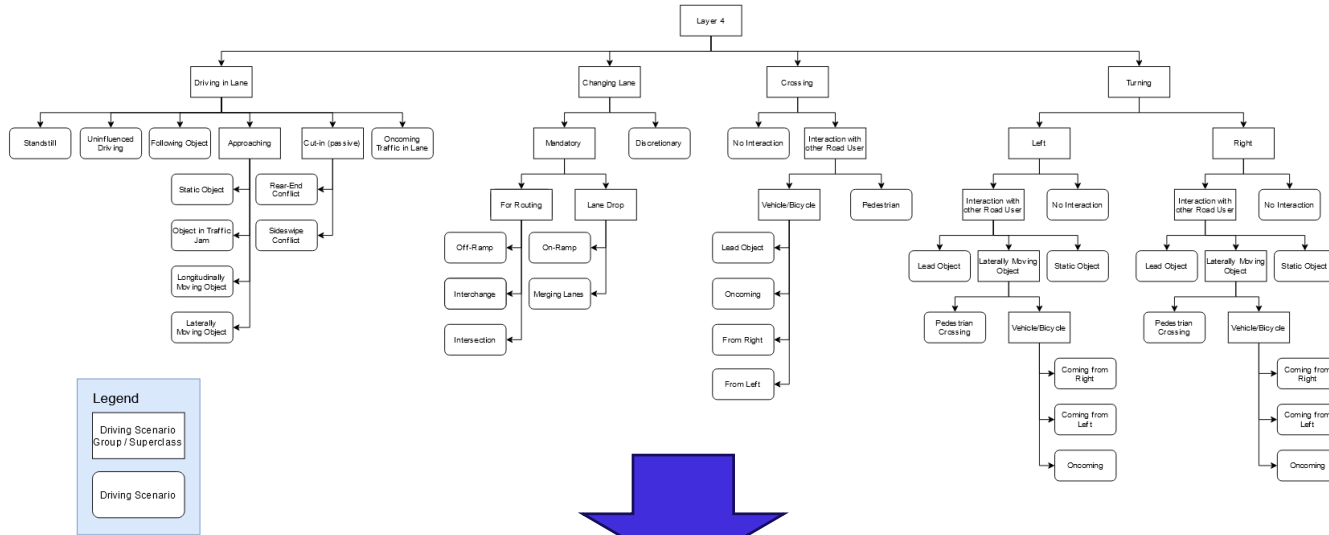 Layer 4
Driving in Lane
Changing Lane
Crossing
Turning
Standstill
Uninfluenced
Driving
Following Object
Approaching
Cut-in (passive)
Oncoming
Traffic in Lane
Mandatory
Discretionary
No Interaction
Interaction with
other Road User
Left
Right
Static Object
Object in Traffic
Jam
Longitudinally
Moving Object
Laterally
Moving Object
Rear-End
Conflict
Sideswipe
Conflict
For Routing
Lane Drop
Off-Ramp
Interchange
Intersection
On-Ramp
Merging Lanes
Vehicle/Bicycle
Pedestrian
Lead Object
Oncoming
From Right
From Left
Interaction with
other Road User
No Interaction
Lead Object
Laterally Moving
Object
Static Object
Pedestrian
Crossing
Vehicle/Bicycle
Coming from
Right
Coming from
Left
Oncoming
Interaction with
other Road User
No Interaction
Lead Object
Laterally Moving
Object
Static Object
Pedestrian
Crossing
Vehicle/Bicycle
Coming from
Right
Coming from
Left
Oncoming
Legend
Driving Scenario
Group / Superclass
Driving Scenario